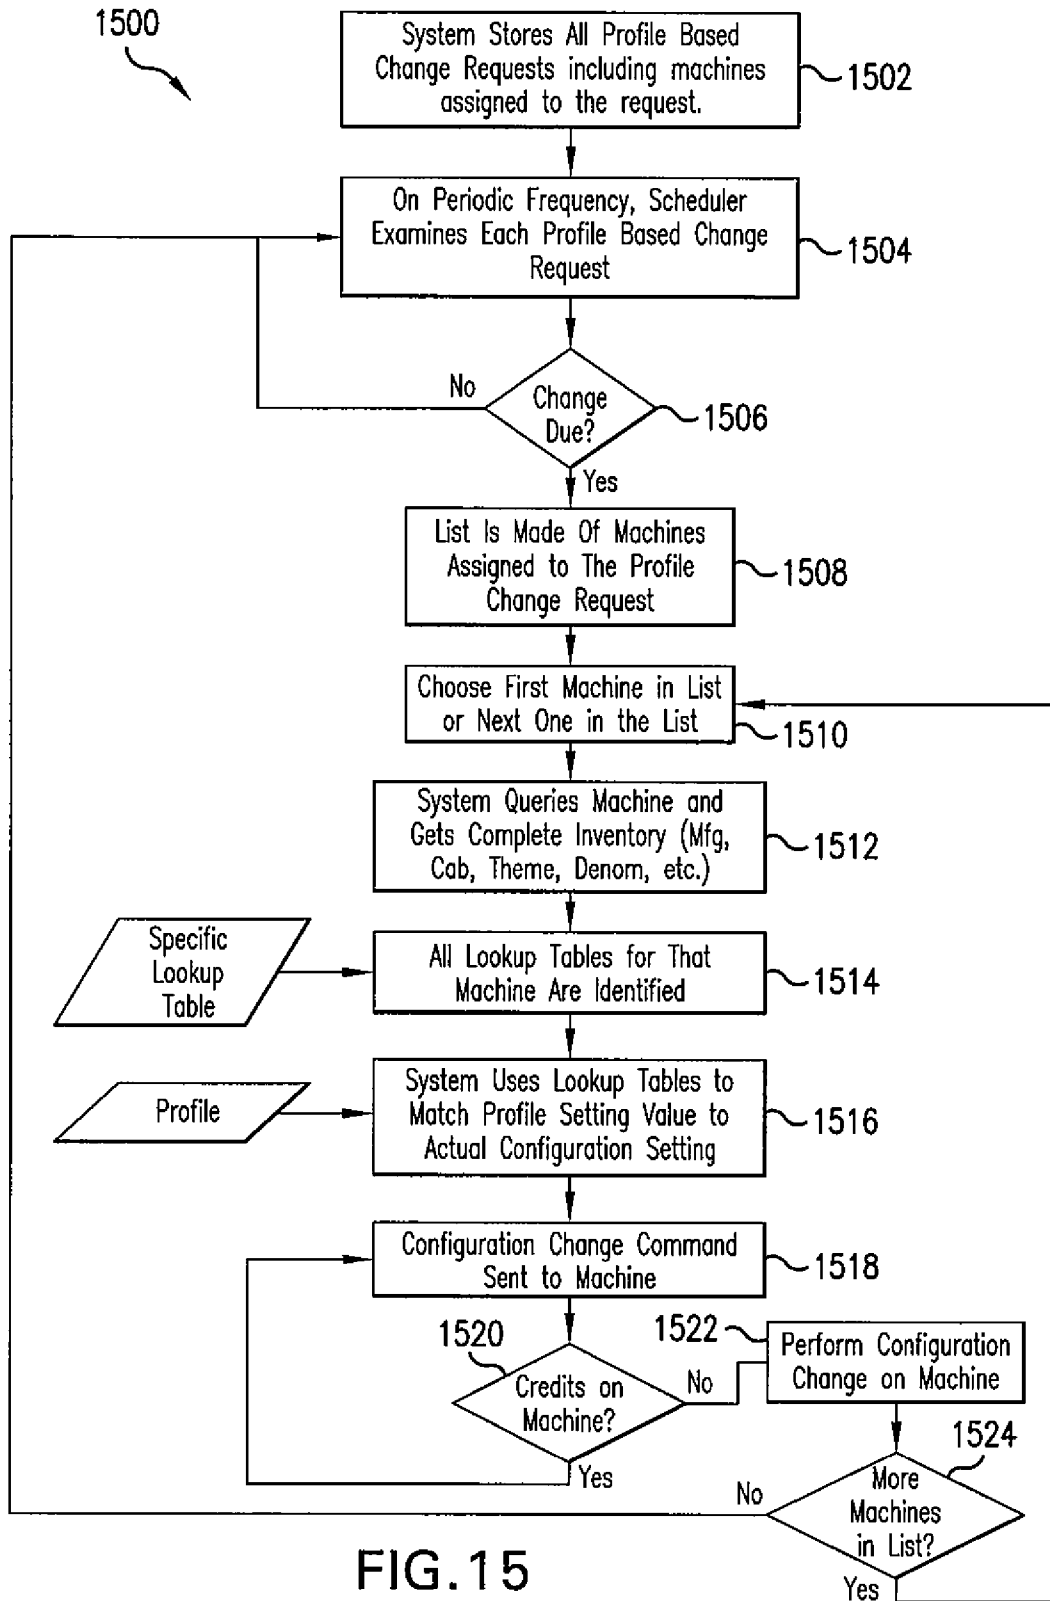 1500
System Stores All Profile Based
Change Requests including machines
assigned to the request.
1502
On Periodic Frequency, Scheduler
Examines Each Profile Based Change
Request
1504
No
Change
Due?
1506
Yes
List Is Made Of Machines
Assigned to The Profile
Change Request
1508
Choose First Machine in List
or Next One in the List
1510
System Queries Machine and
Gets Complete Inventory (Mfg,
Cab, Theme, Denom, etc.)
1512
Specific
Lookup
Table
All Lookup Tables for That
Machine Are Identified
1514
Profile
System Uses Lookup Tables to
Match Profile Setting Value to
Actual Configuration Setting
1516
Configuration Change Command
Sent to Machine
1518
1520
Credits on
Machine?
No
Yes
1522
Perform Configuration
Change on Machine
1524
No
More
Machines
in List?
Yes
FIG.15